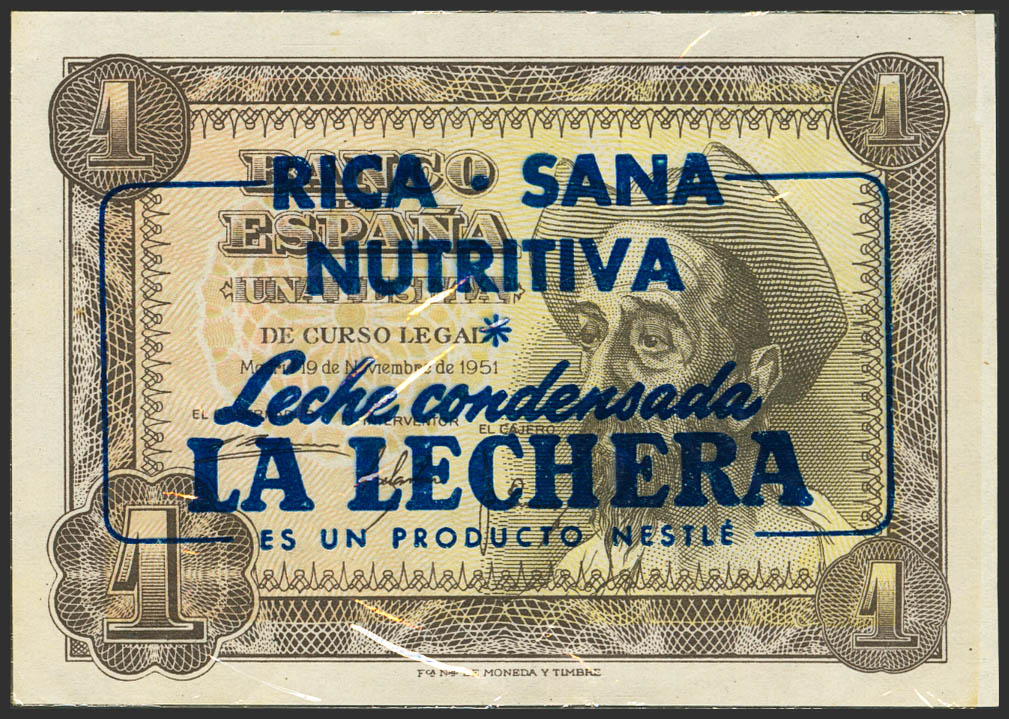 1 1
BANCO
RICA · SANA
ESPAÑA
NUTRITIVA
UNA PESETA
DE CURSO LEGAL*
Madrid 19 de Noviembre de 1951
Leche condensada
EL INTERVENTOR
EL CAJERO
LA LECHERA
ES UN PRODUCTO NESTLÉ
1 1
DE MONEDA Y TIMBRE